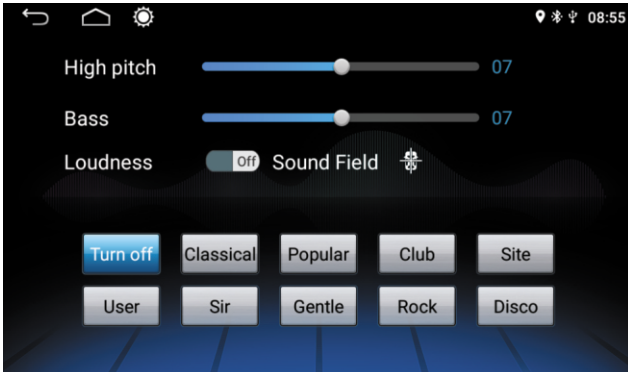 08:55
High pitch 07
Bass 07
Loudness Off Sound Field
Turn off Classical Popular Club Site
User Sir Gentle Rock Disco